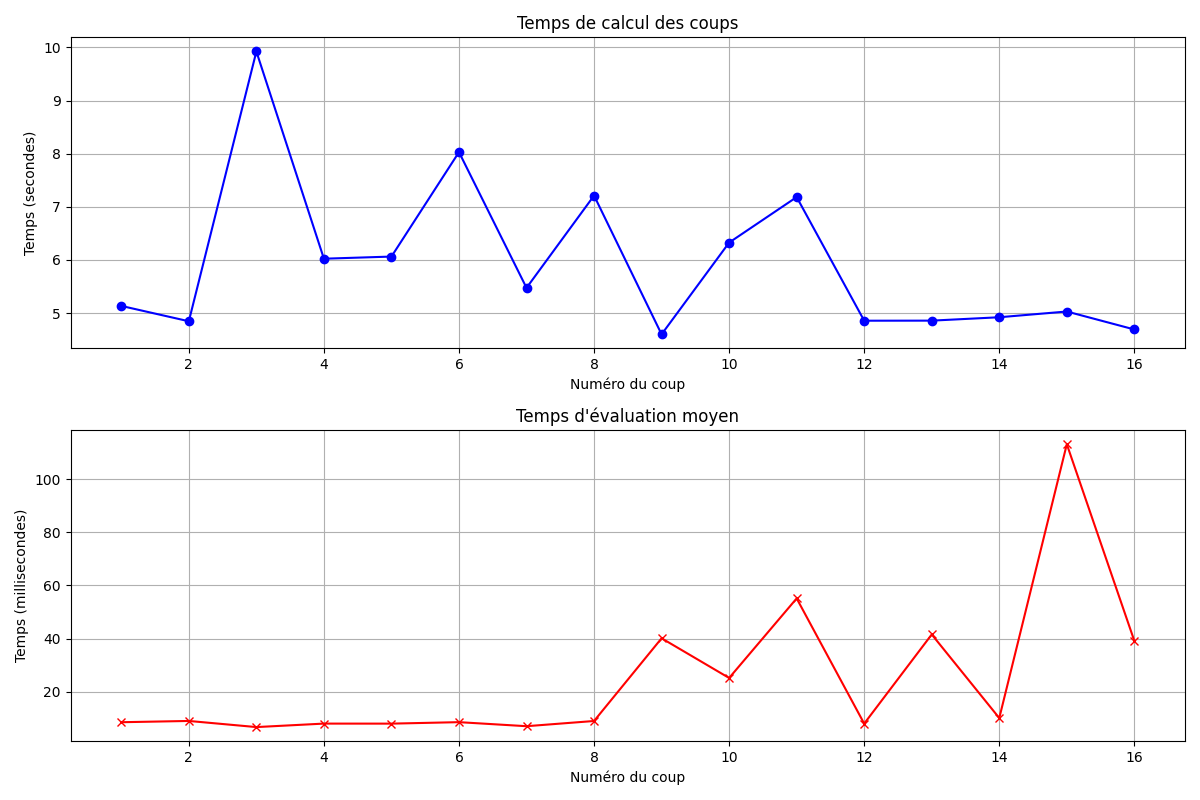 Temps de calcul des coups
10
9
8
7
6
5
Temps (secondes)
2 4 6 8 10 12 14 16
Numéro du coup
Temps d'évaluation moyen
100
80
60
40
20
Temps (millisecondes)
2 4 6 8 10 12 14 16
Numéro du coup